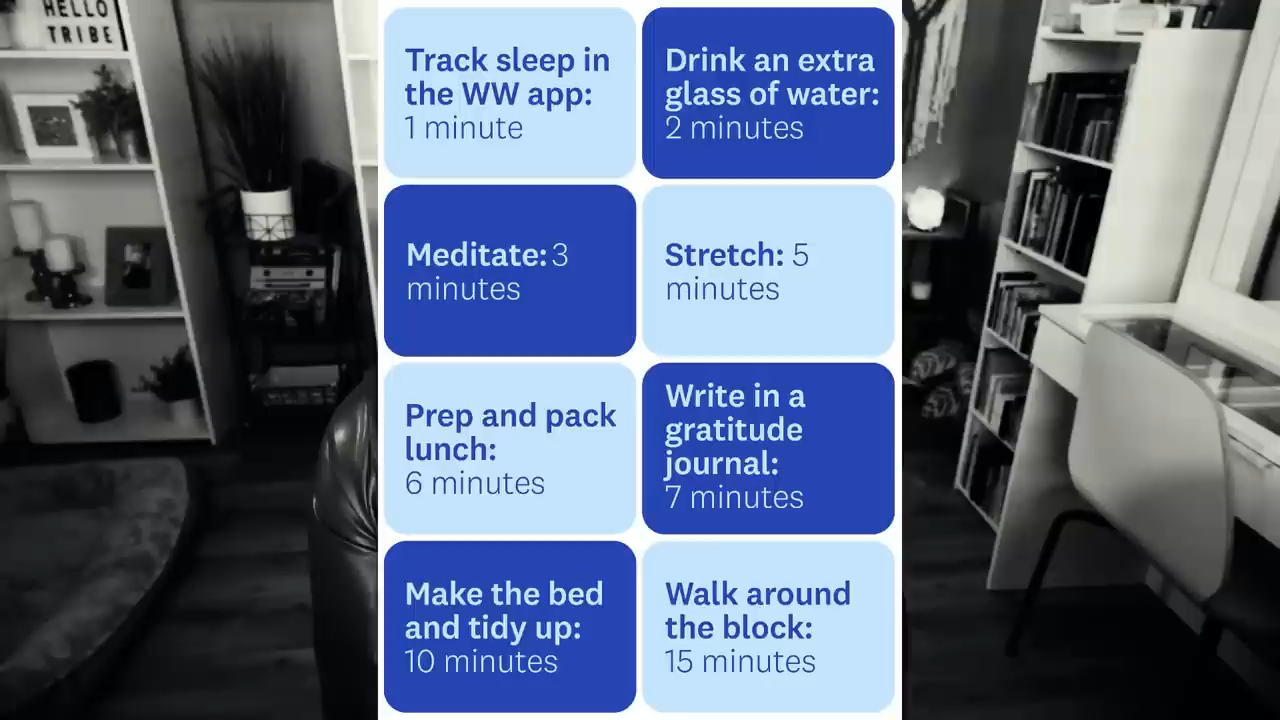 HELLO
TRIBE
Track sleep in
the WW app:
1 minute
Drink an extra
glass of water:
2 minutes
Meditate: 3
minutes
Stretch: 5
minutes
Prep and pack
lunch:
6 minutes
Write in a
gratitude
journal:
7 minutes
Make the bed
and tidy up:
10 minutes
Walk around
the block:
15 minutes